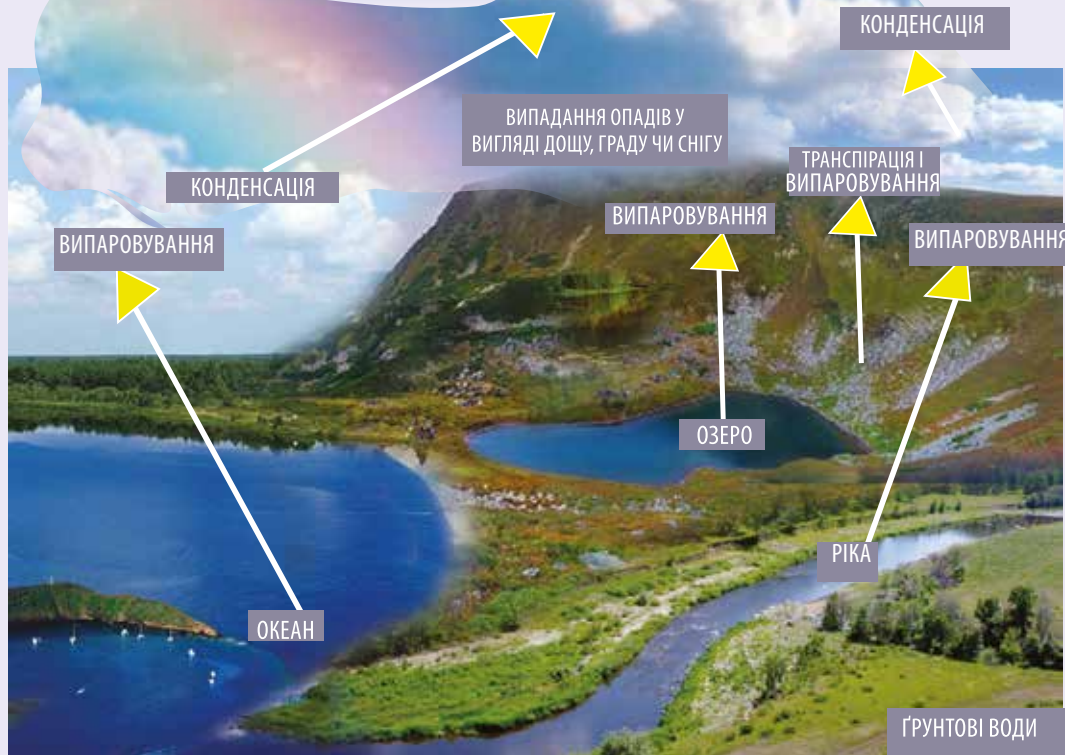 КОНДЕНСАЦІЯ
ВИПАДАННЯ ОПАДІВ У
ВИГЛЯДІ ДОЩУ, ГРАДУ ЧИ СНІГУ
ТРАНСПІРАЦІЯ І
ВИПАРОВУВАННЯ
КОНДЕНСАЦІЯ
ВИПАРОВУВАННЯ
ВИПАРОВУВАННЯ
ВИПАРОВУВАННЯ
ОЗЕРО
РІКА
ОКЕАН
ҐРУНТОВІ ВОДИ